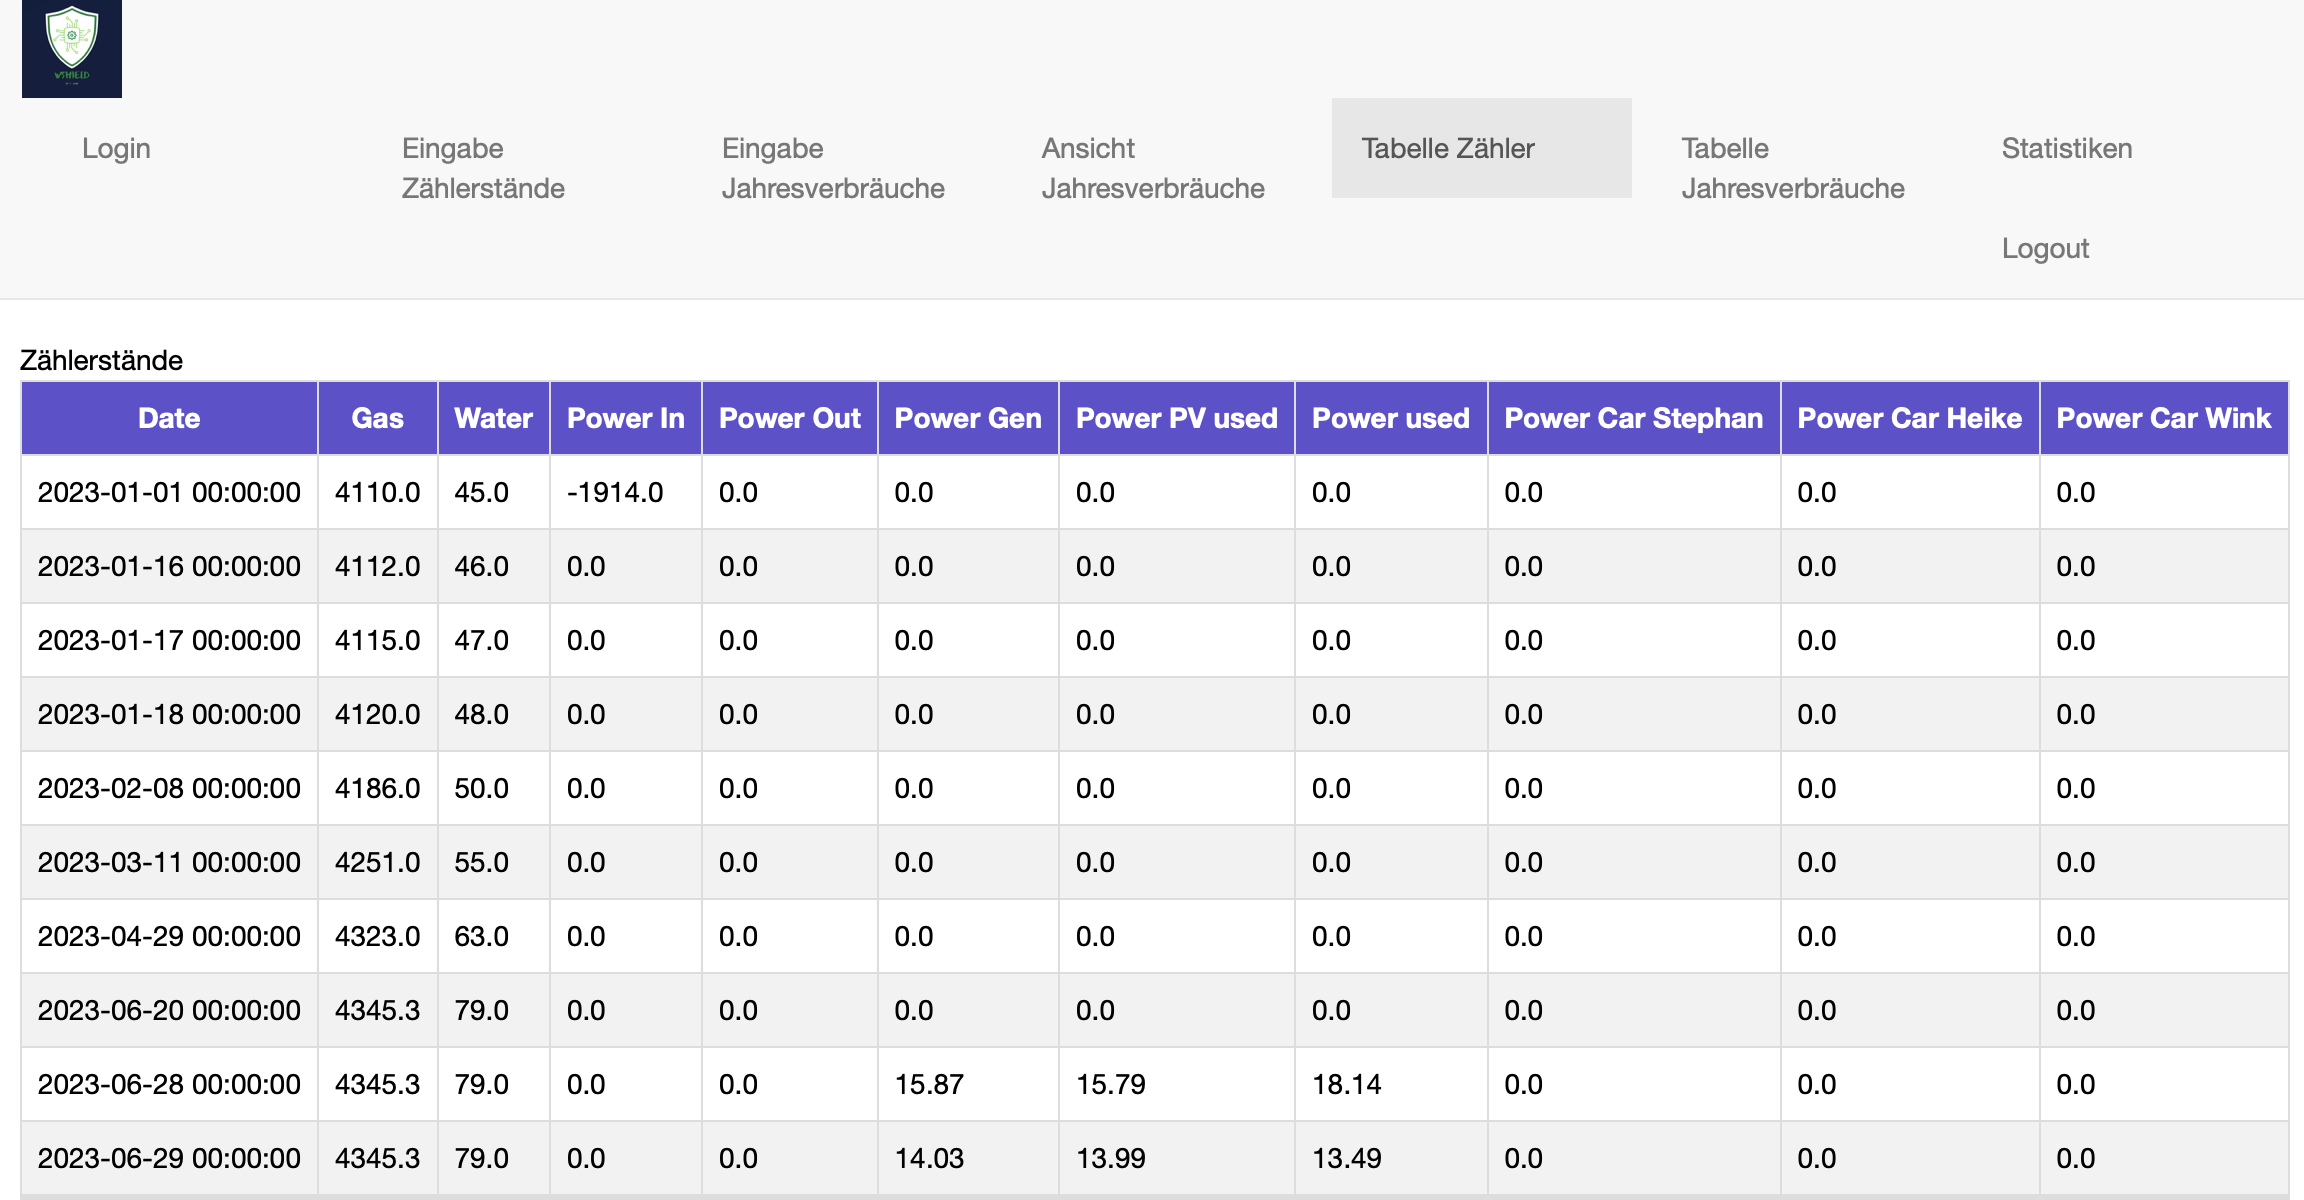 WSHIELD
Login
Eingabe
Zählerstände
Eingabe
Jahresverbräuche
Ansicht
Jahresverbräuche
Tabelle Zähler
Tabelle
Jahresverbräuche
Statistiken
Logout
Zählerstände
Date Gas Water Power In Power Out Power Gen Power PV used Power used Power Car Stephan Power Car Heike Power Car Wink
2023-01-01 00:00:00 4110.0 45.0 -1914.0 0.0 0.0 0.0 0.0 0.0 0.0 0.0
2023-01-16 00:00:00 4112.0 46.0 0.0 0.0 0.0 0.0 0.0 0.0 0.0 0.0
2023-01-17 00:00:00 4115.0 47.0 0.0 0.0 0.0 0.0 0.0 0.0 0.0 0.0
2023-01-18 00:00:00 4120.0 48.0 0.0 0.0 0.0 0.0 0.0 0.0 0.0 0.0
2023-02-08 00:00:00 4186.0 50.0 0.0 0.0 0.0 0.0 0.0 0.0 0.0 0.0
2023-03-11 00:00:00 4251.0 55.0 0.0 0.0 0.0 0.0 0.0 0.0 0.0 0.0
2023-04-29 00:00:00 4323.0 63.0 0.0 0.0 0.0 0.0 0.0 0.0 0.0 0.0
2023-06-20 00:00:00 4345.3 79.0 0.0 0.0 0.0 0.0 0.0 0.0 0.0 0.0
2023-06-28 00:00:00 4345.3 79.0 0.0 0.0 15.87 15.79 18.14 0.0 0.0 0.0
2023-06-29 00:00:00 4345.3 79.0 0.0 0.0 14.03 13.99 13.49 0.0 0.0 0.0